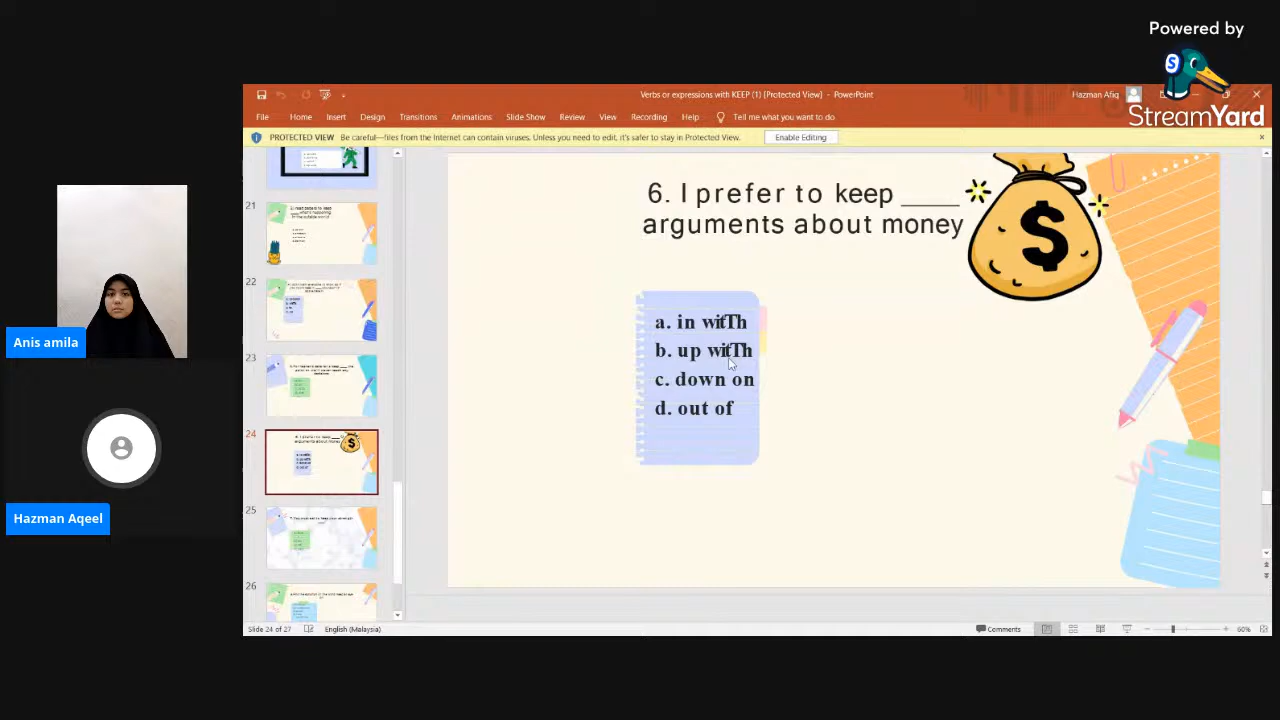 Powered by
StreamYard
Verbs or expressions with KEEP (1) [Protected View] - PowerPoint
Hazman Afiq
File Home Insert Design Transitions Animations Slide Show Review View Recording Help Tell me what you want to do
PROTECTED VIEW Be careful—files from the Internet can contain viruses. Unless you need to edit, it's safer to stay in Protected View. Enable Editing
21
22
23
24
25
26
6. I prefer to keep ____
arguments about money
$
a. in witTh
b. up witTh
c. down on
d. out of
Anis amila
Hazman Aqeel
Slide 24 of 27 English (Malaysia) Comments 60%